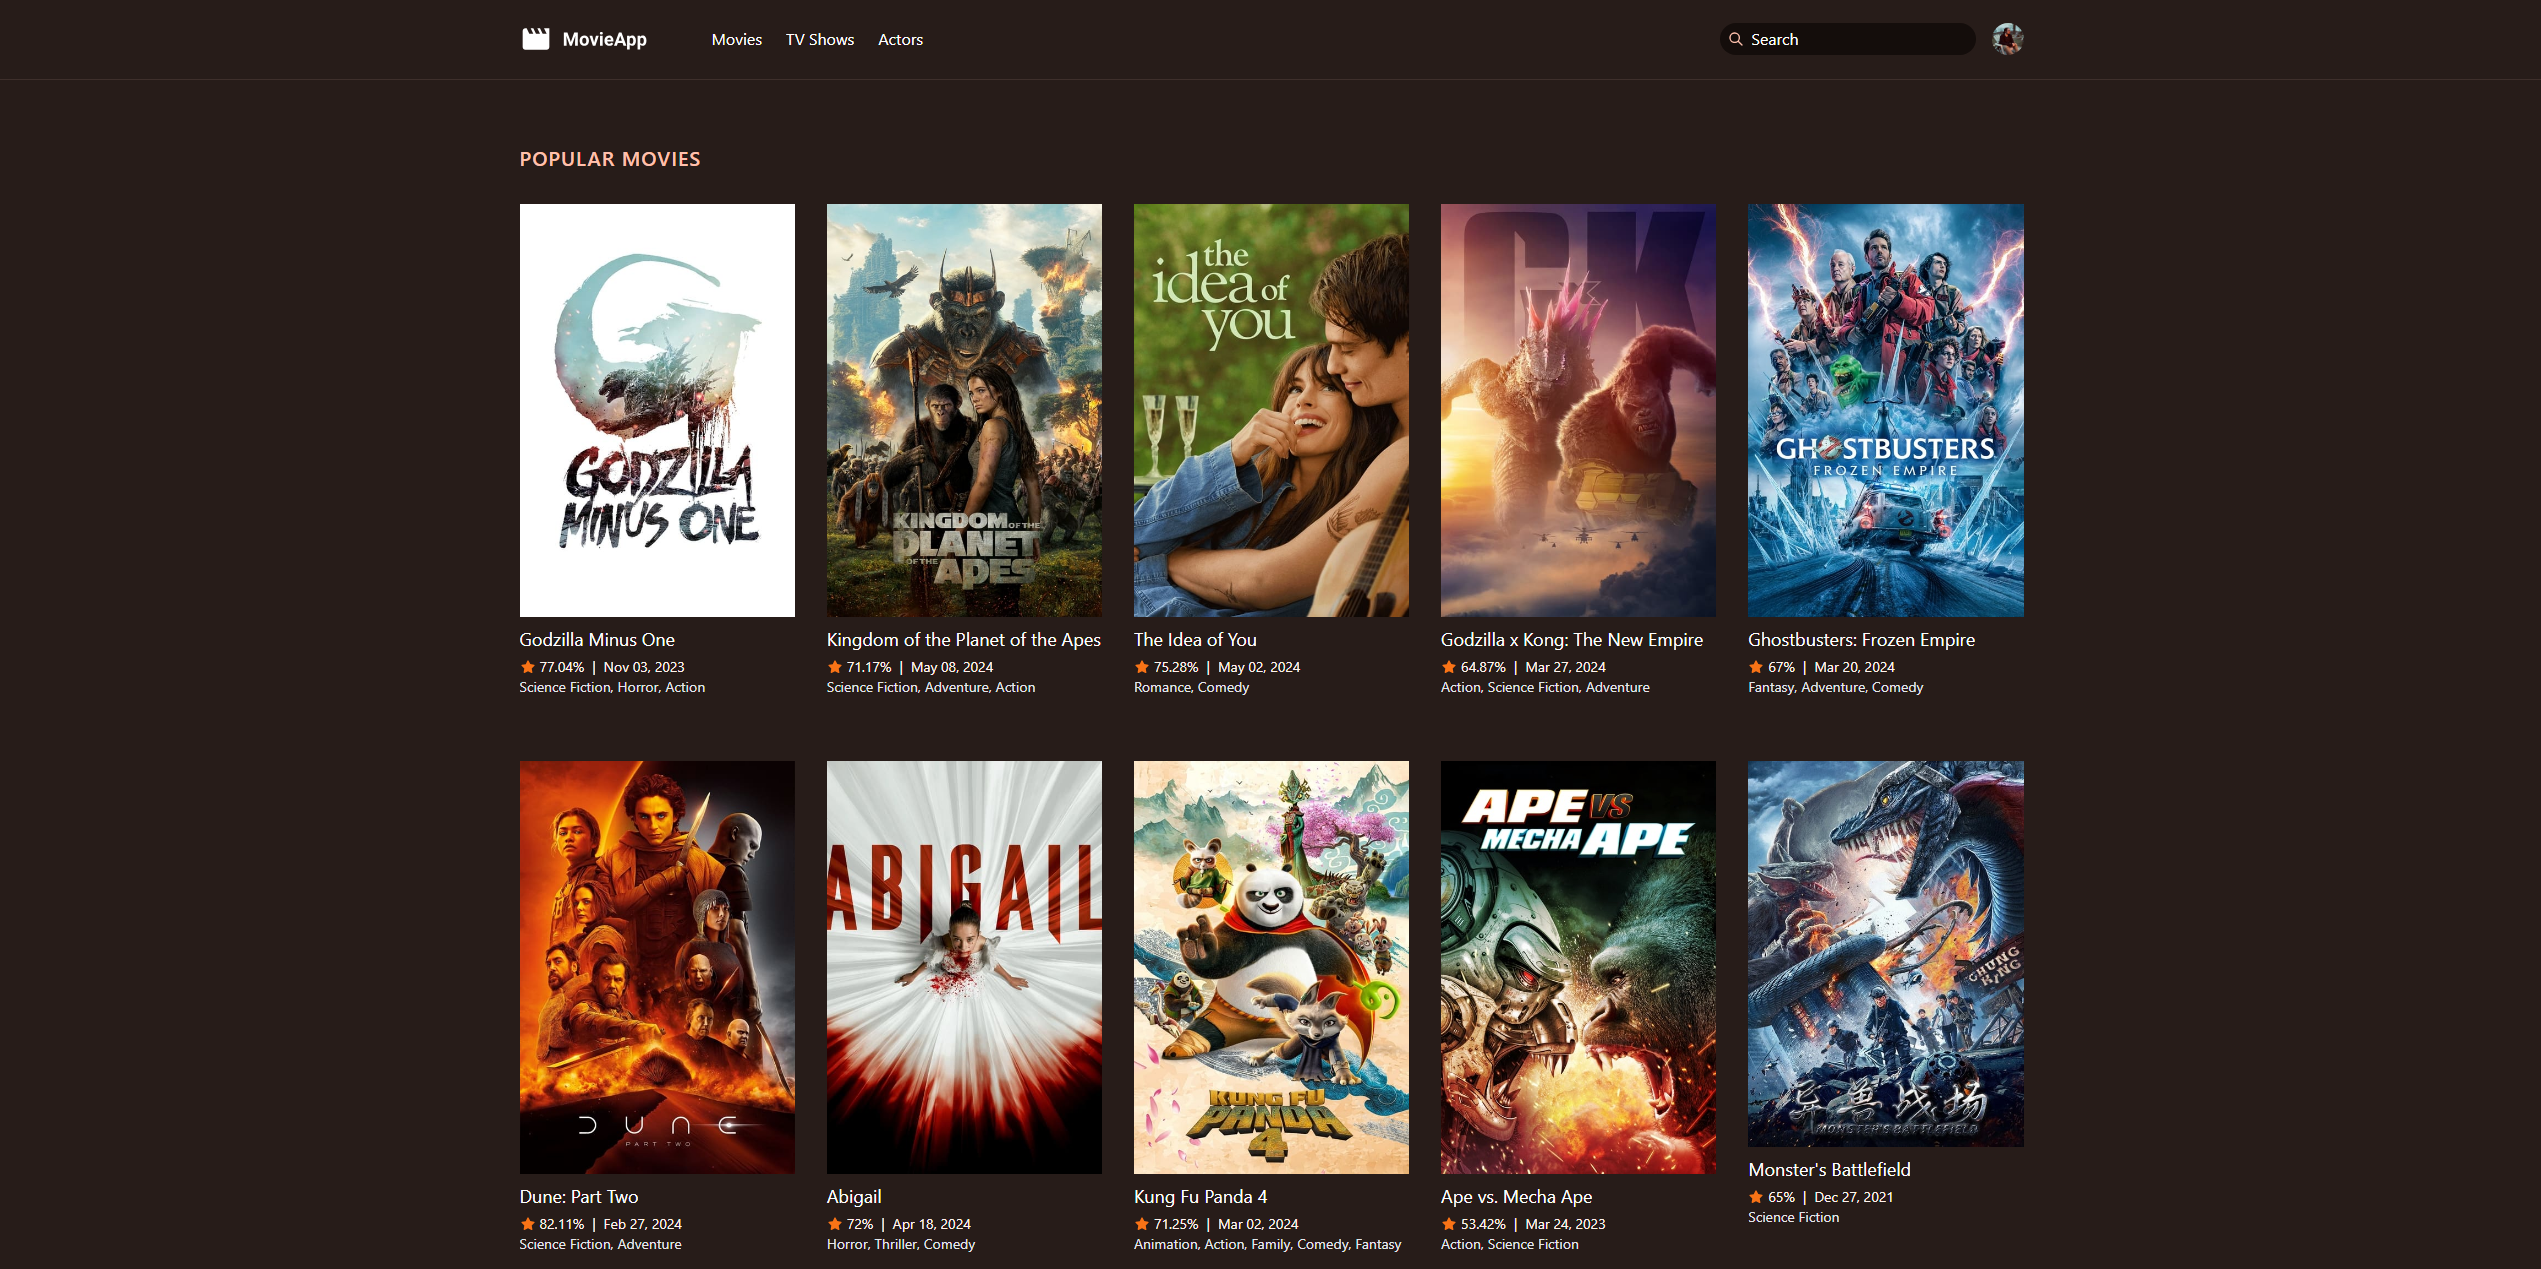 MovieApp
Movies
TV Shows
Actors
Search
POPULAR MOVIES
GODZILLA
MINUS ONE
Godzilla Minus One
77.04% | Nov 03, 2023
Science Fiction, Horror, Action
KINGDOM OF THE
PLANET
OF THE APES
Kingdom of the Planet of the Apes
71.17% | May 08, 2024
Science Fiction, Adventure, Action
the
idea of
you
The Idea of You
75.28% | May 02, 2024
Romance, Comedy
GK
Godzilla x Kong: The New Empire
64.87% | Mar 27, 2024
Action, Science Fiction, Adventure
GHOSTBUSTERS
FROZEN EMPIRE
Ghostbusters: Frozen Empire
67% | Mar 20, 2024
Fantasy, Adventure, Comedy
DUNE
PART TWO
Dune: Part Two
82.11% | Feb 27, 2024
Science Fiction, Adventure
ABIGAIL
Abigail
72% | Apr 18, 2024
Horror, Thriller, Comedy
KUNG FU
PANDA
4
Kung Fu Panda 4
71.25% | Mar 02, 2024
Animation, Action, Family, Comedy, Fantasy
APE VS
MECHA APE
Ape vs. Mecha Ape
53.42% | Mar 24, 2023
Action, Science Fiction
CHUNG
KING
异兽战场
MONSTER'S BATTLEFIELD
Monster's Battlefield
65% | Dec 27, 2021
Science Fiction